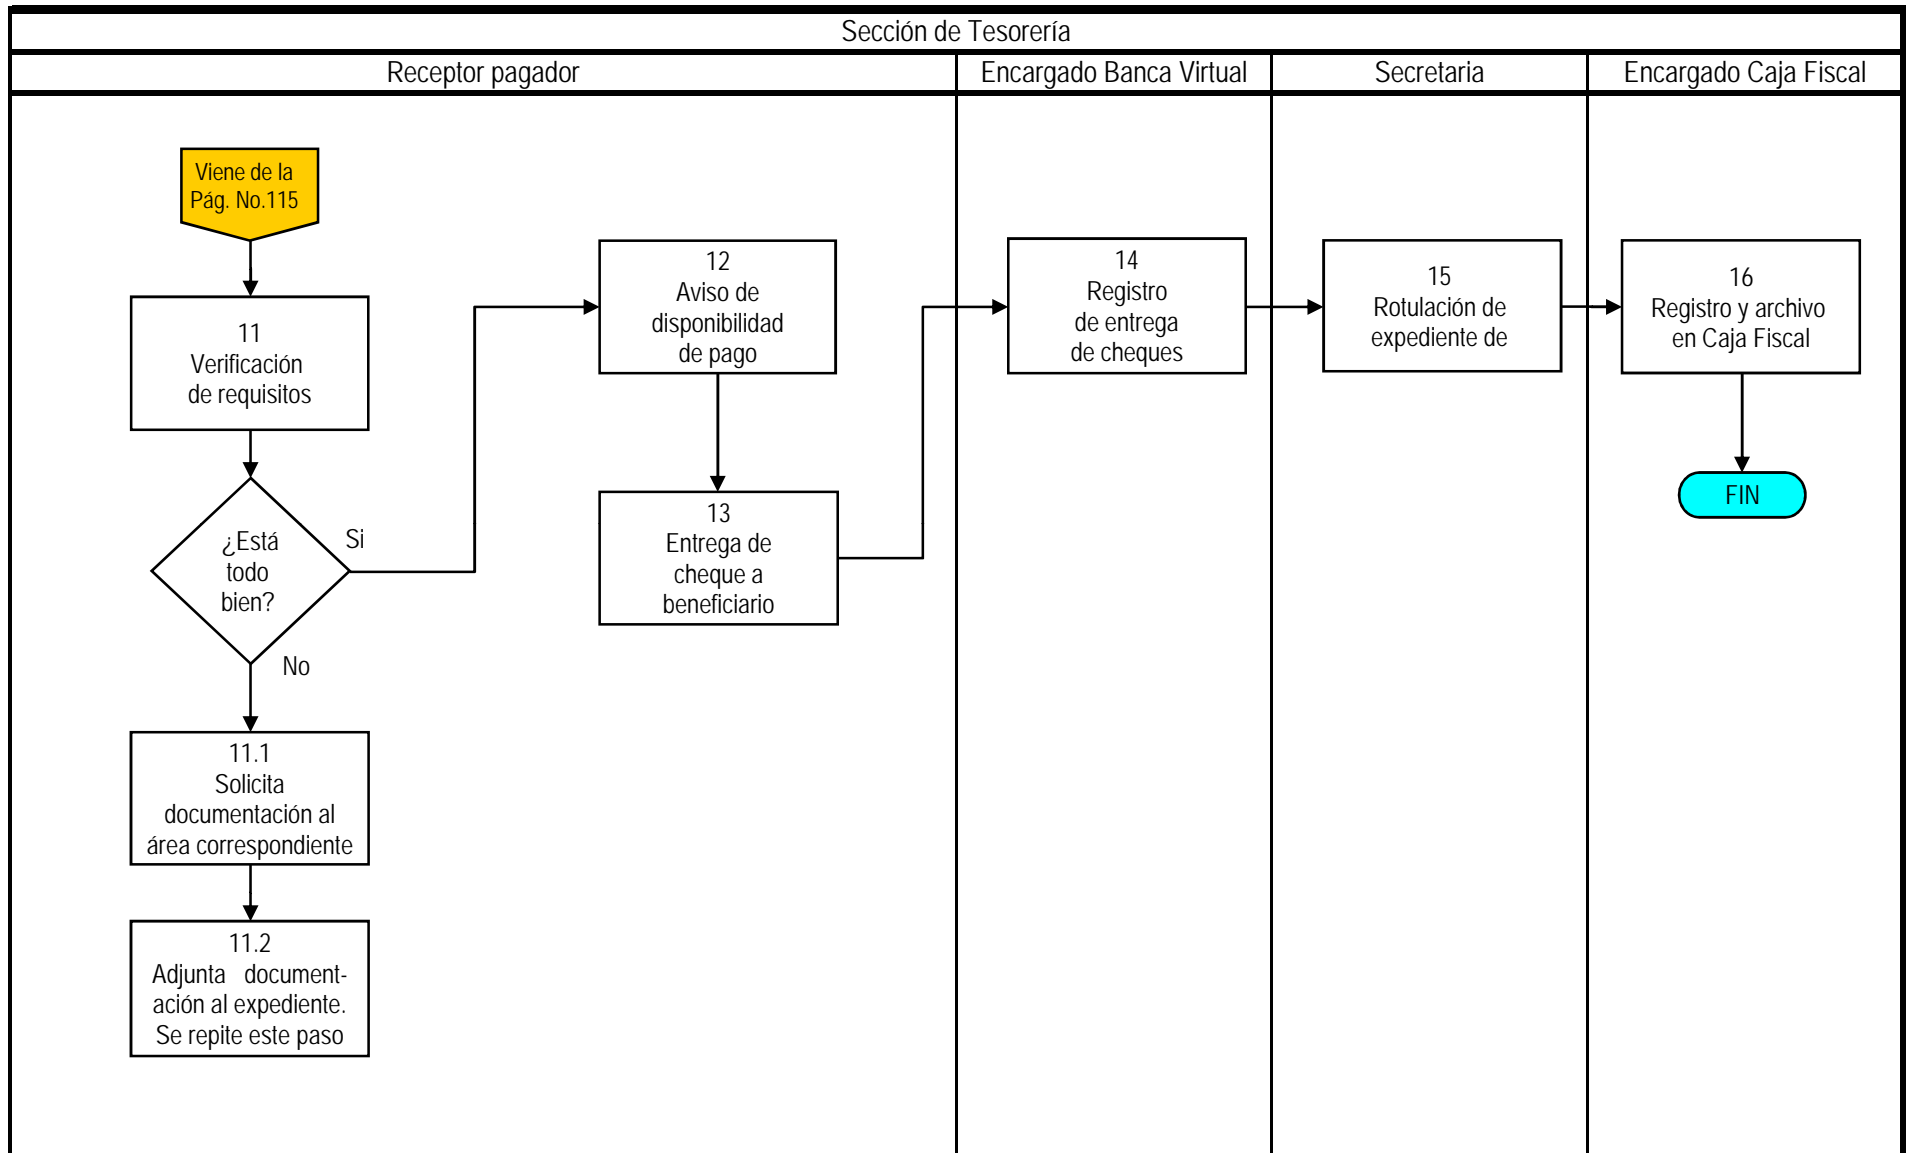 Sección de Tesorería
Receptor pagador
Encargado Banca Virtual
Secretaria
Encargado Caja Fiscal
Viene de la
Pág. No.115
11
Verificación
de requisitos
¿Está
todo
bien?
Si
No
11.1
Solicita
documentación al
área correspondiente
11.2
Adjunta document-
ación al expediente.
Se repite este paso
12
Aviso de
disponibilidad
de pago
13
Entrega de
cheque a
beneficiario
14
Registro
de entrega
de cheques
15
Rotulación de
expediente de
16
Registro y archivo
en Caja Fiscal
FIN